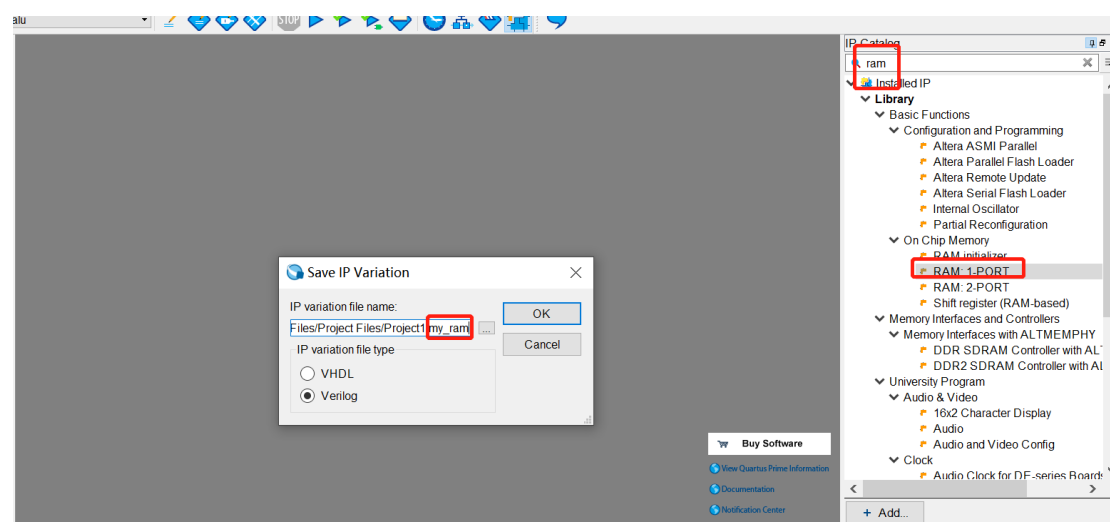 alu
STOP
IP Catalog
ram
Installed IP
Library
Basic Functions
Configuration and Programming
Altera ASMI Parallel
Altera Parallel Flash Loader
Altera Remote Update
Altera Serial Flash Loader
Internal Oscillator
Partial Reconfiguration
On Chip Memory
RAM initializer
RAM: 1-PORT
RAM: 2-PORT
Shift register (RAM-based)
Memory Interfaces and Controllers
Memory Interfaces with ALTMEMPHY
DDR SDRAM Controller with AL
DDR2 SDRAM Controller with AL
University Program
Audio & Video
16x2 Character Display
Audio
Audio and Video Config
Clock
Audio Clock for DE-series Boards
+ Add...
Save IP Variation
IP variation file name:
Files/Project Files/Project1/my_ram
...
OK
Cancel
IP variation file type
VHDL
Verilog
Buy Software
View Quartus Prime Information
Documentation
Notification Center